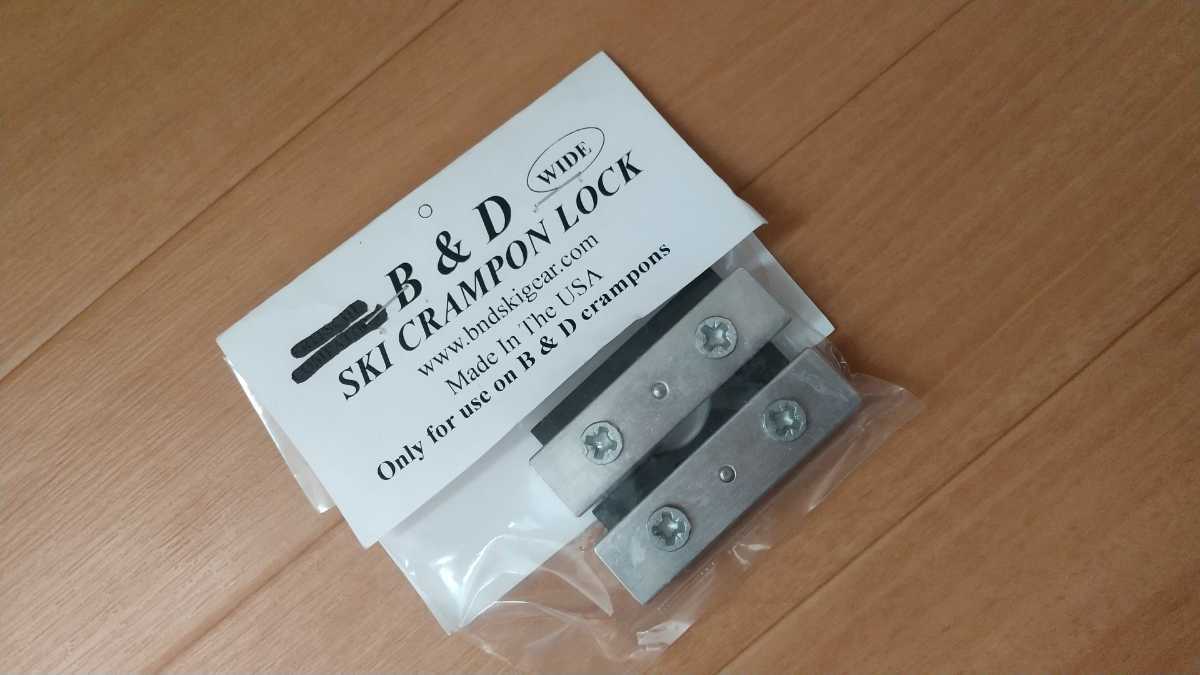 B & D
WIDE
SKI CRAMPON LOCK
www.bndskigear.com
Made In The USA
Only for use on B & D crampons